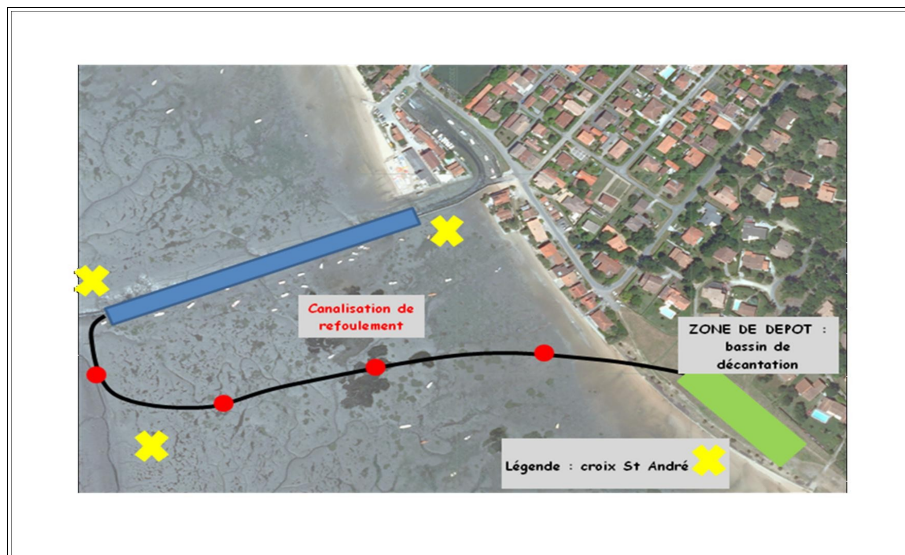 Canalisation de
refoulement
ZONE DE DEPOT :
bassin de
décantation
Légende : croix St André